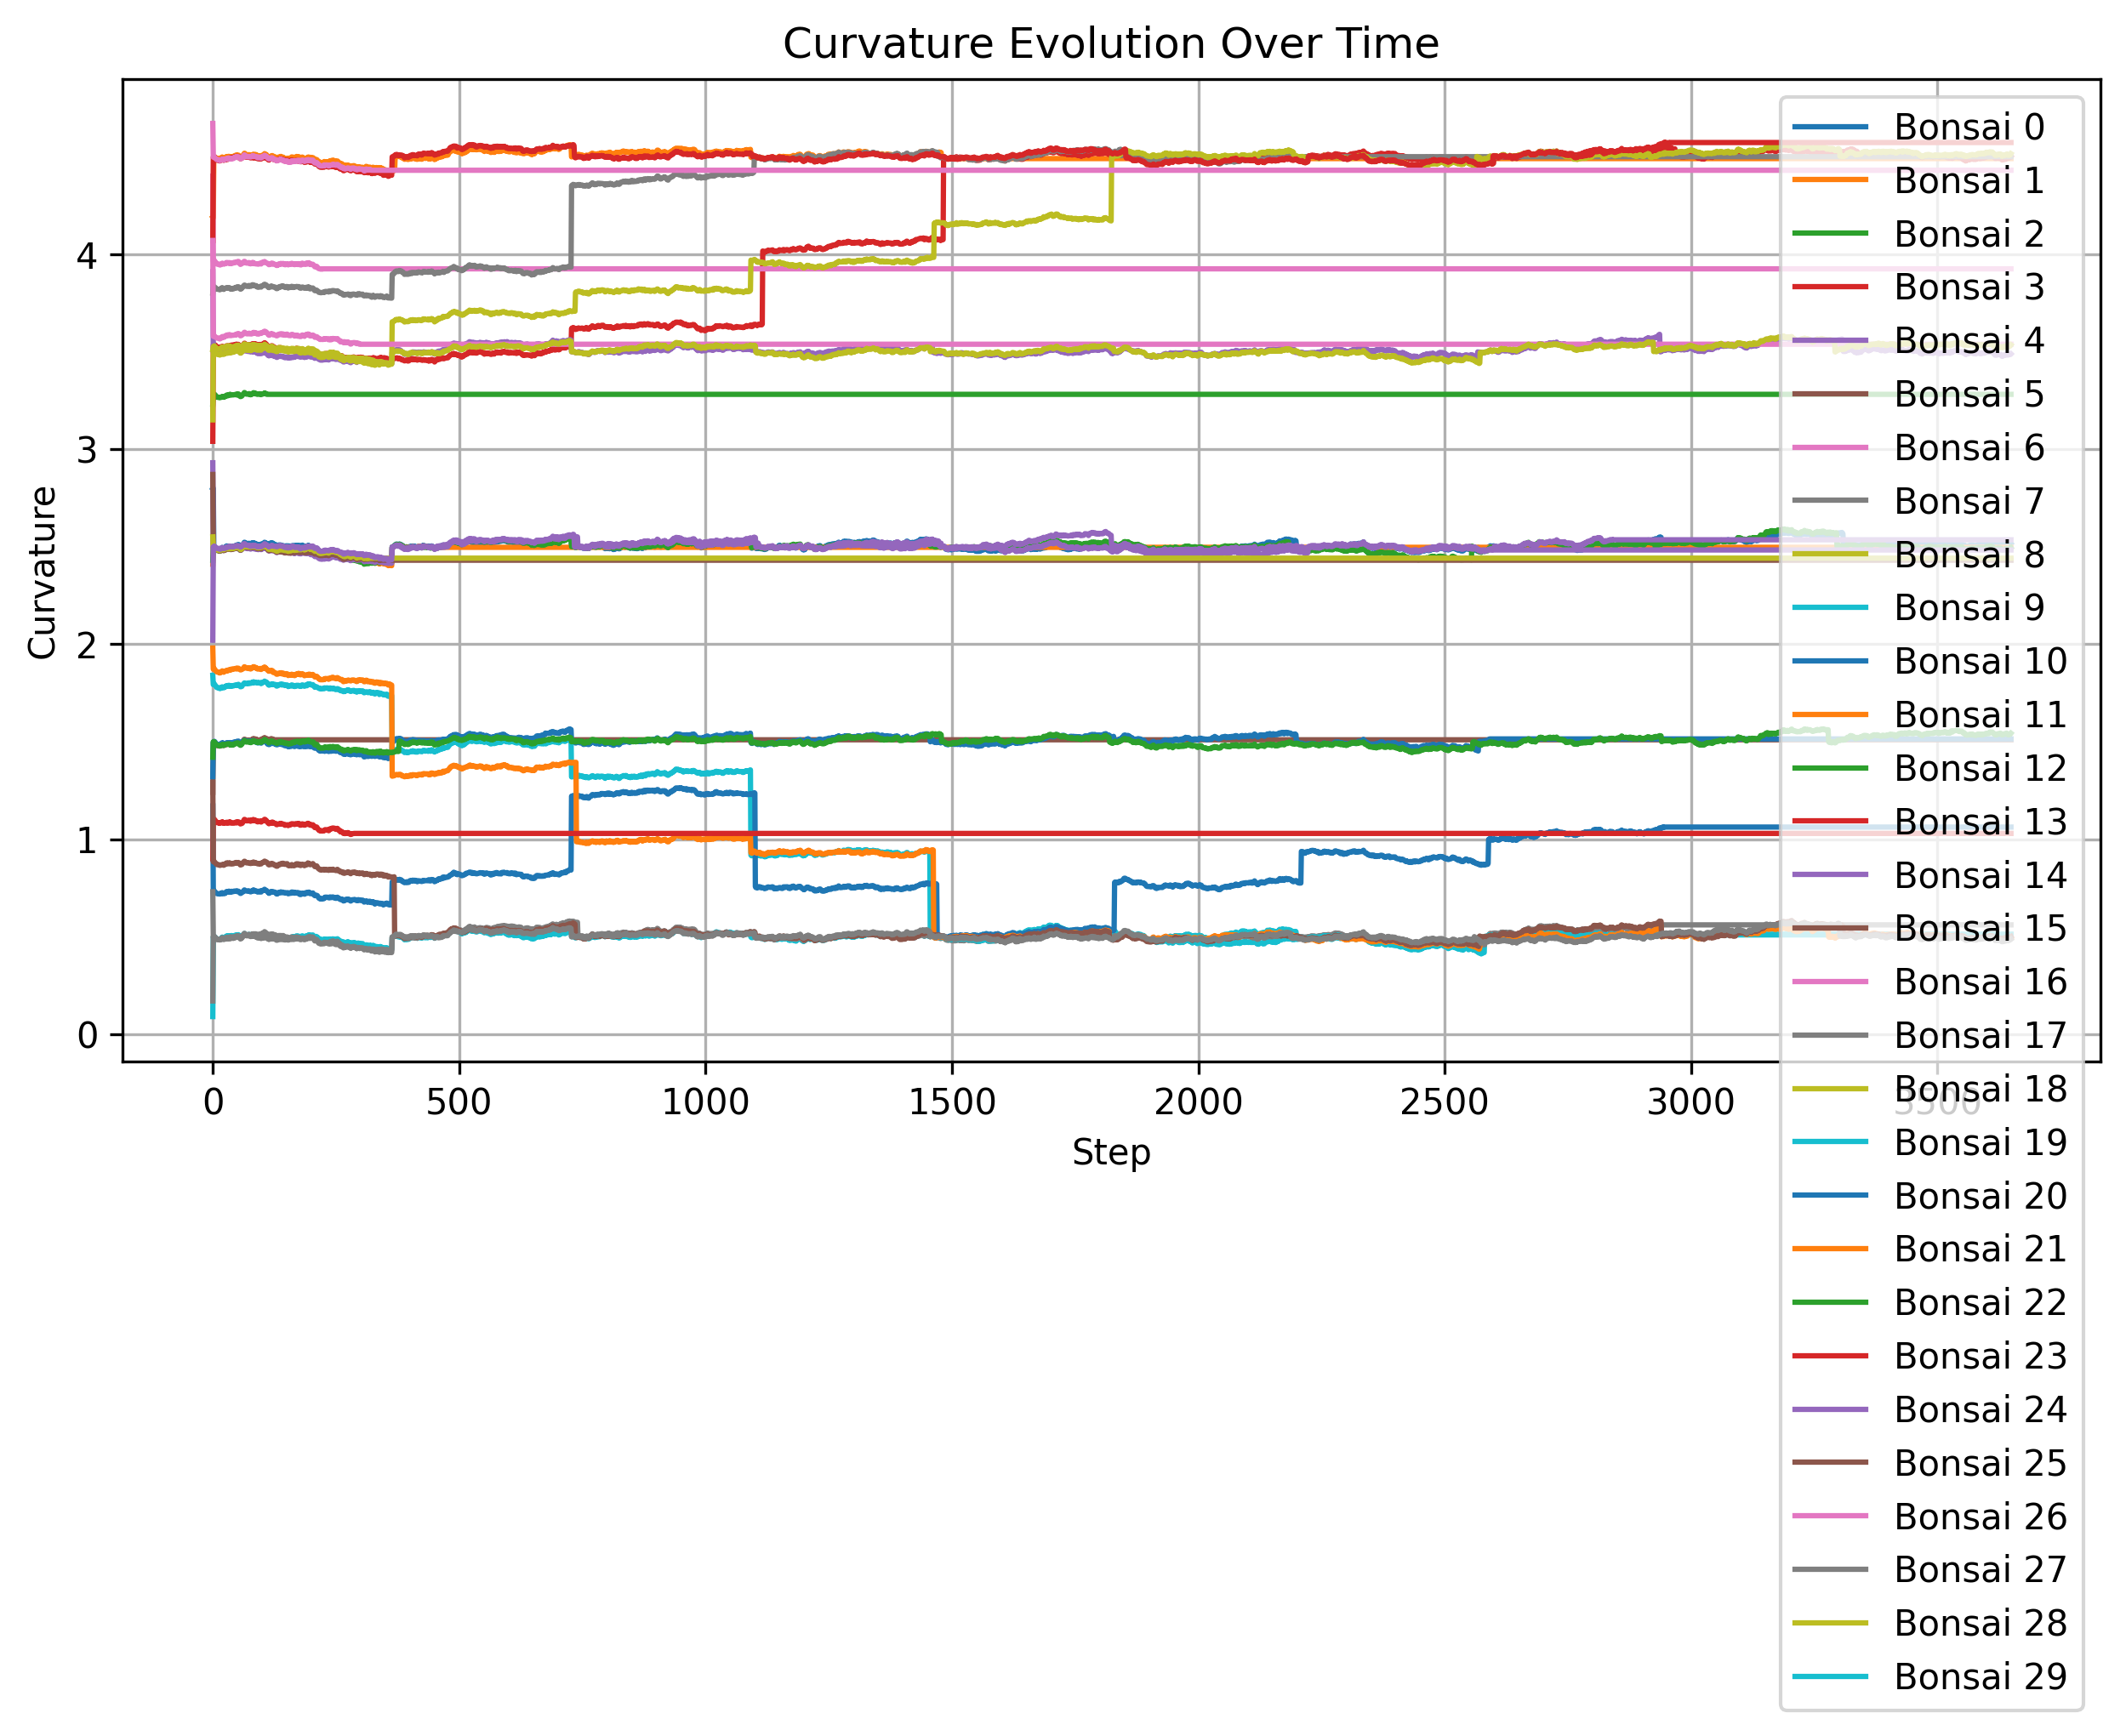 Curvature Evolution Over Time
Curvature
4
3
2
1
0
0
500
1000
1500
2000
2500
3000
3500
Step
Bonsai 0
Bonsai 1
Bonsai 2
Bonsai 3
Bonsai 4
Bonsai 5
Bonsai 6
Bonsai 7
Bonsai 8
Bonsai 9
Bonsai 10
Bonsai 11
Bonsai 12
Bonsai 13
Bonsai 14
Bonsai 15
Bonsai 16
Bonsai 17
Bonsai 18
Bonsai 19
Bonsai 20
Bonsai 21
Bonsai 22
Bonsai 23
Bonsai 24
Bonsai 25
Bonsai 26
Bonsai 27
Bonsai 28
Bonsai 29